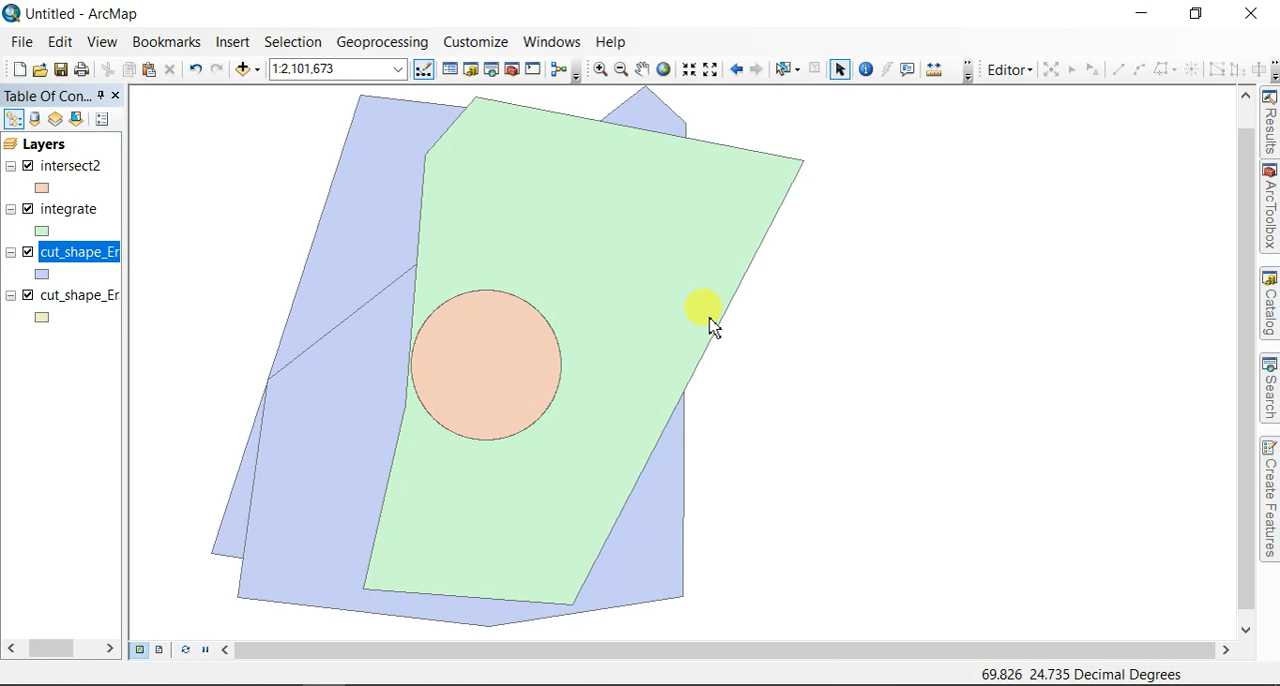 Untitled - ArcMap
File Edit View Bookmarks Insert Selection Geoprocessing Customize Windows Help
1:2,101,673
Editor
Table Of Con...
Layers
intersect2
integrate
cut_shape_Er
cut_shape_Er
Results
ArcToolbox
Catalog
Search
Create Features
69.826 24.735 Decimal Degrees